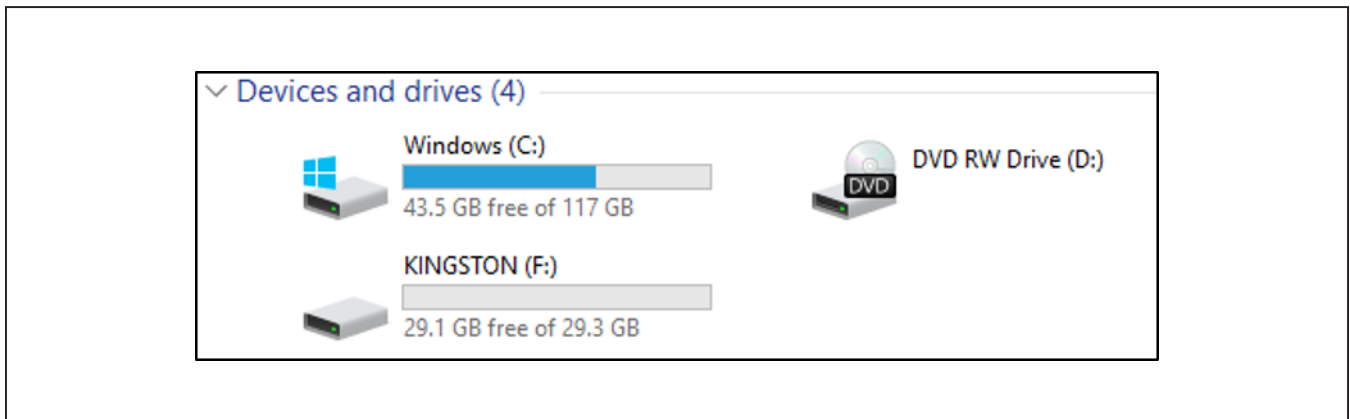 Devices and drives (4)
Windows (C:)
43.5 GB free of 117 GB
DVD
DVD RW Drive (D:)
KINGSTON (F:)
29.1 GB free of 29.3 GB